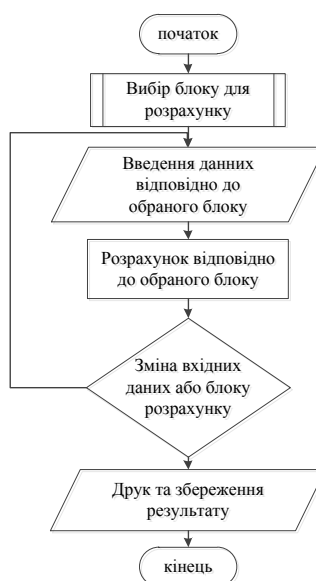 початок
Вибір блоку для
розрахунку
Введення данних
відповідно до
обраного блоку
Розрахунок відповідно
до обраного блоку
Зміна вхідних
даних або блоку
розрахунку
Друк та збереження
результату
кінець